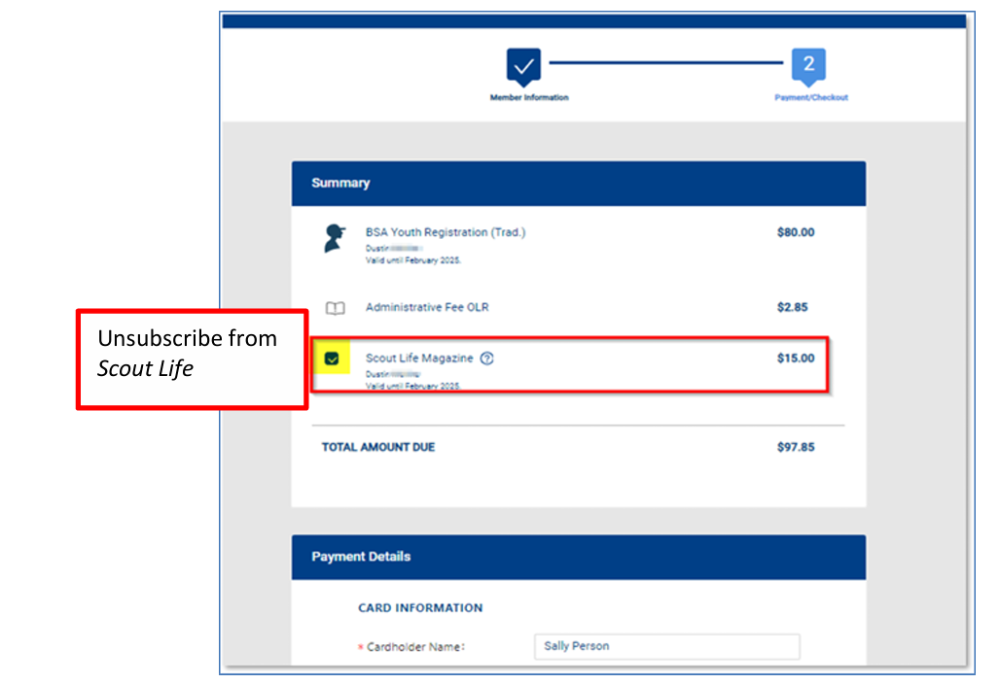 2
Member Information
Payment/Checkout
Summary
BSA Youth Registration (Trad.) $80.00
Dustin
Valid until February 2025.
Administrative Fee OLR $2.85
Unsubscribe from
Scout Life
Scout Life Magazine ? $15.00
Dustin
Valid until February 2025.
TOTAL AMOUNT DUE $97.85
Payment Details
CARD INFORMATION
* Cardholder Name: Sally Person